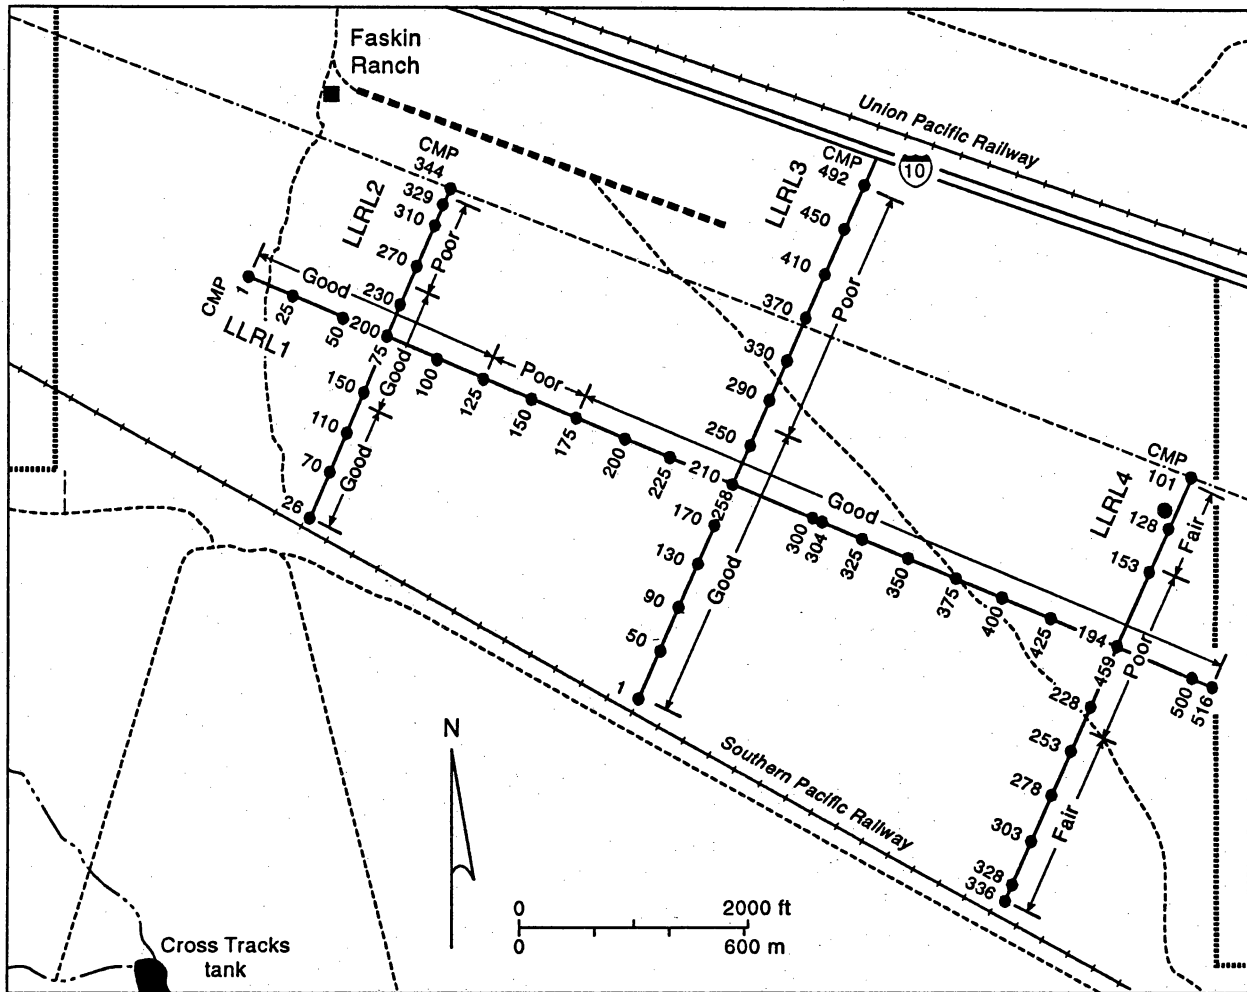 Faskin
Ranch
Union Pacific Railway
10
CMP
344
329
310
270
230
200
150
110
70
26
LLRL2
Poor
Good
Good
CMP
1
25
50
75
100
125
150
175
200
225
258
300
304
325
350
375
400
425
459
500
516
LLRL1
Good
Poor
Good
CMP
492
450
410
370
330
290
250
210
170
130
90
50
1
LLRL3
Poor
Good
CMP
101
128
153
194
228
253
278
303
328
336
LLRL4
Fair
Poor
Fair
Southern Pacific Railway
N
0 2000 ft
0 600 m
Cross Tracks
tank